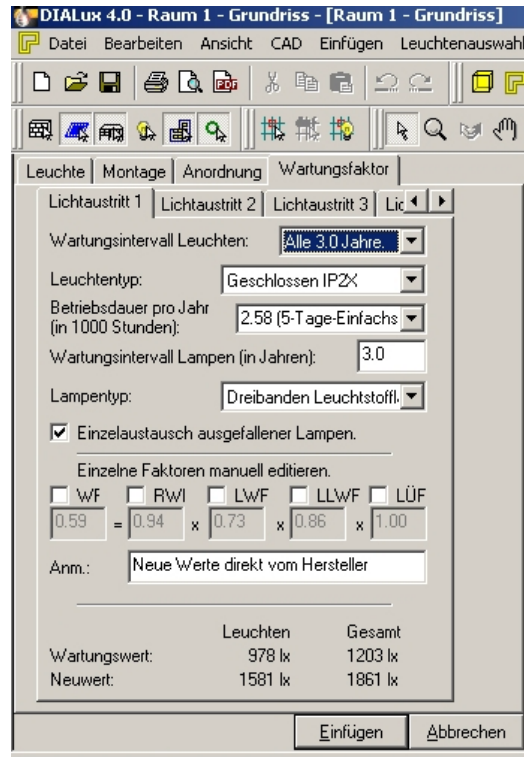 DIALux 4.0 - Raum 1 - Grundriss - [Raum 1 - Grundriss]
Datei Bearbeiten Ansicht CAD Einfügen Leuchtenauswahl
Leuchte Montage Anordnung Wartungsfaktor
Lichtaustritt 1 Lichtaustritt 2 Lichtaustritt 3 Lic
Wartungsintervall Leuchten: Alle 3.0 Jahre.
Leuchtentyp: Geschlossen IP2X
Betriebsdauer pro Jahr
(in 1000 Stunden): 2.58 (5-Tage-Einfachs
Wartungsintervall Lampen (in Jahren): 3.0
Lampentyp: Dreibanden Leuchtstoffl
Einzelaustausch ausgefallener Lampen.
Einzelne Faktoren manuell editieren.
WF RWI LWF LLWF LÜF
0.59 = 0.94 x 0.73 x 0.86 x 1.00
Anm.: Neue Werte direkt vom Hersteller
Leuchten Gesamt
Wartungswert: 978 lx 1203 lx
Neuwert: 1581 lx 1861 lx
Einfügen Abbrechen